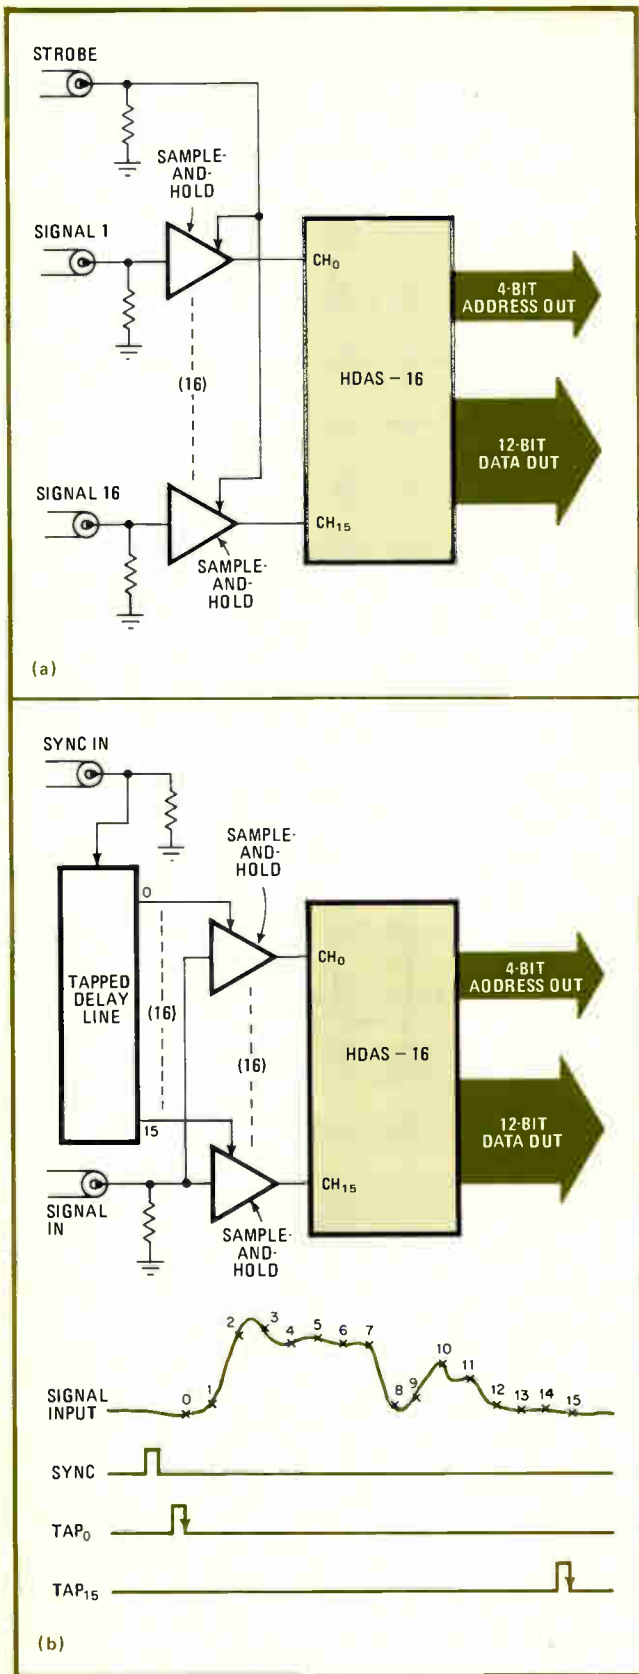 STROBE
SAMPLE-
AND-
HOLD
SIGNAL 1
CH0
4-BIT
ADDRESS OUT
(16)
HDAS – 16
12-BIT
DATA DUT
SIGNAL 16
CH15
SAMPLE-
AND-
HOLD
(a)
SYNC IN
SAMPLE-
AND-
HOLD
0
CH0
4-BIT
AODRESS OUT
TAPPED
DELAY
LINE
(16)
(16)
HDAS – 16
12-BIT
DATA DUT
15
SIGNAL
IN
CH15
SAMPLE-
AND-
HOLD
SIGNAL
INPUT
0 1 2 3 4 5 6 7 8 9 10 11 12 13 14 15
SYNC
TAP0
TAP15
(b)